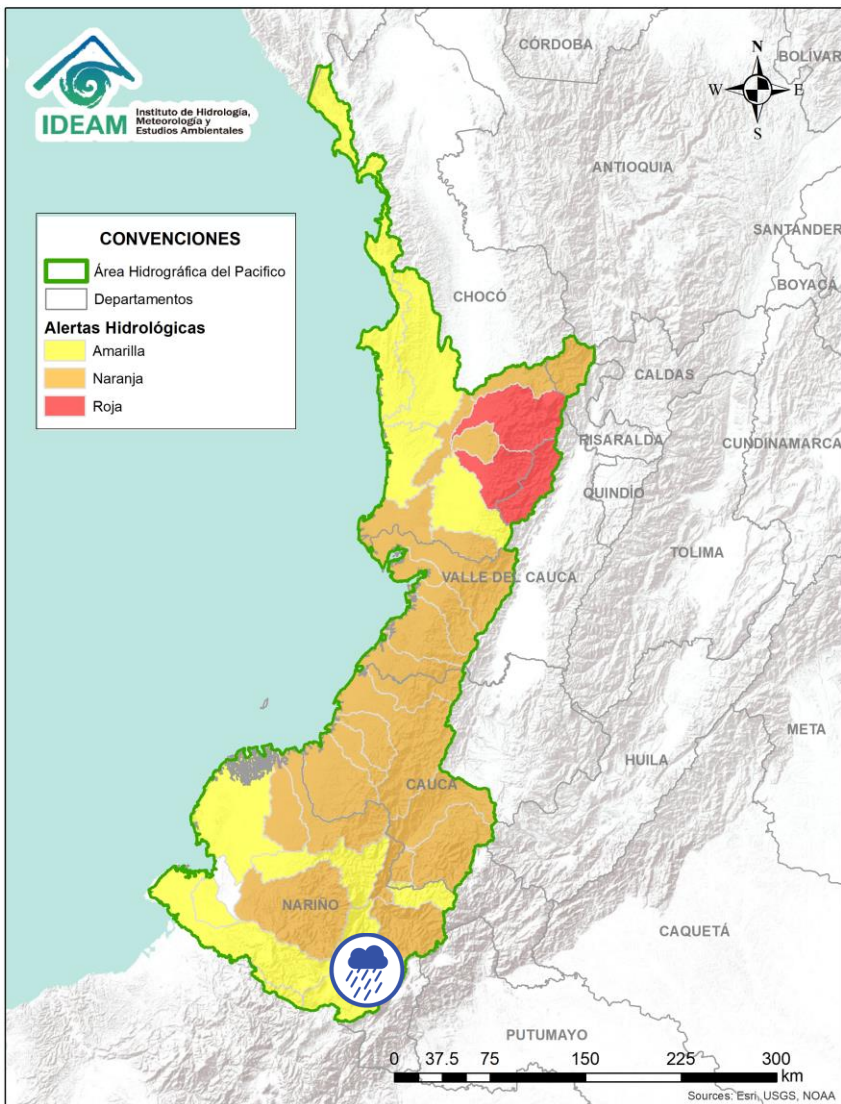 IDEAM
Instituto de Hidrología,
Meteorología y
Estudios Ambientales
CÓRDOBA
BOLÍVAR
N
W
E
S
ANTIOQUIA
SANTANDER
BOYACÁ
CONVENCIONES
Área Hidrográfica del Pacifico
Departamentos
Alertas Hidrológicas
Amarilla
Naranja
Roja
CHOCÓ
CALDAS
RISARALDA
CUNDINAMARCA
QUINDÍO
TOLIMA
VALLE DEL CAUCA
META
HUILA
CAUCA
NARIÑO
CAQUETÁ
PUTUMAYO
0 37.5 75 150 225 300
km
Sources: Esri, USGS, NOAA